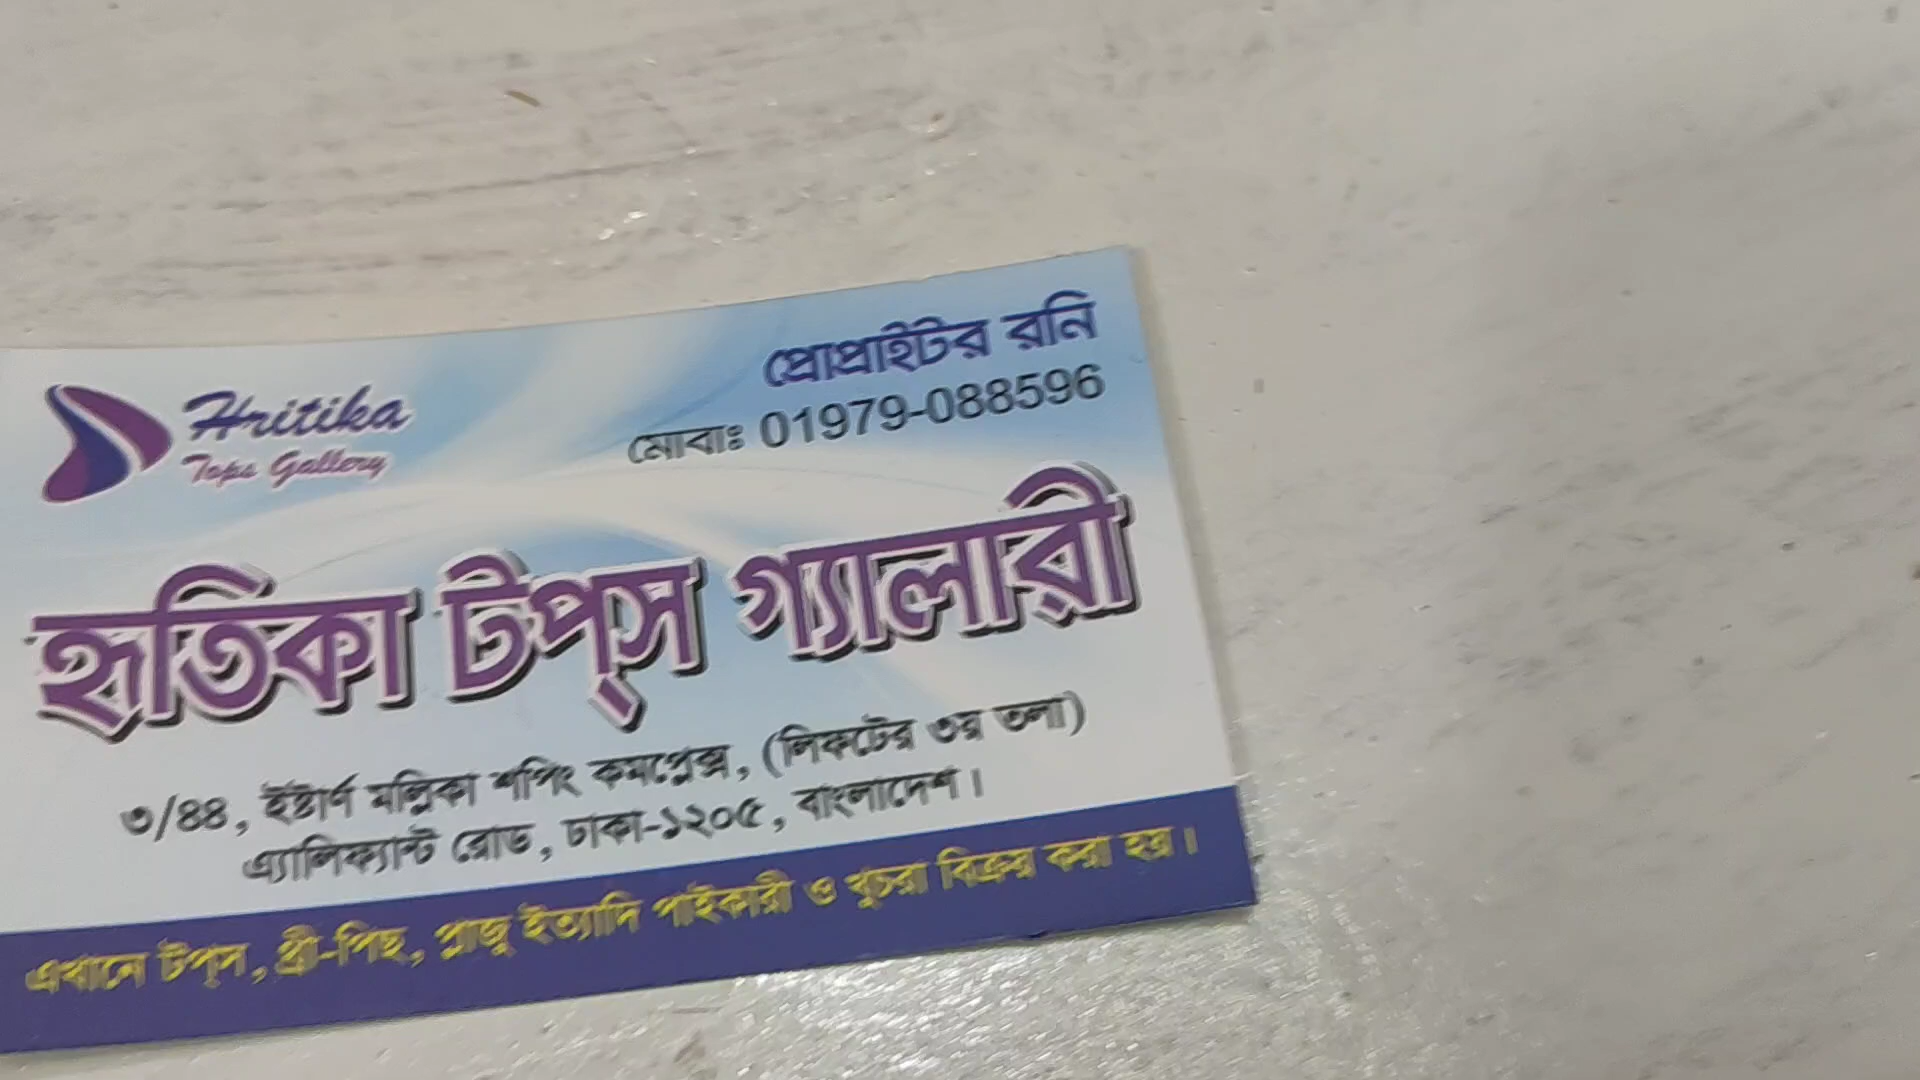 Hritika
Tops Gallery
প্রোপ্রাইটর রনি
মোবাঃ 01979-088596
হৃতিকা টপ্স গ্যালারী
৩/৪৪, ইষ্টার্ণ মল্লিকা শপিং কমপ্লেক্স, (লিফটের ৩য় তলা)
এ্যালিফ্যান্ট রোড, ঢাকা-১২০৫, বাংলাদেশ।
এখানে টপ্স, থ্রী-পিছ, প্লাজু ইত্যাদি পাইকারী ও খুচরা বিক্রয় করা হয়।